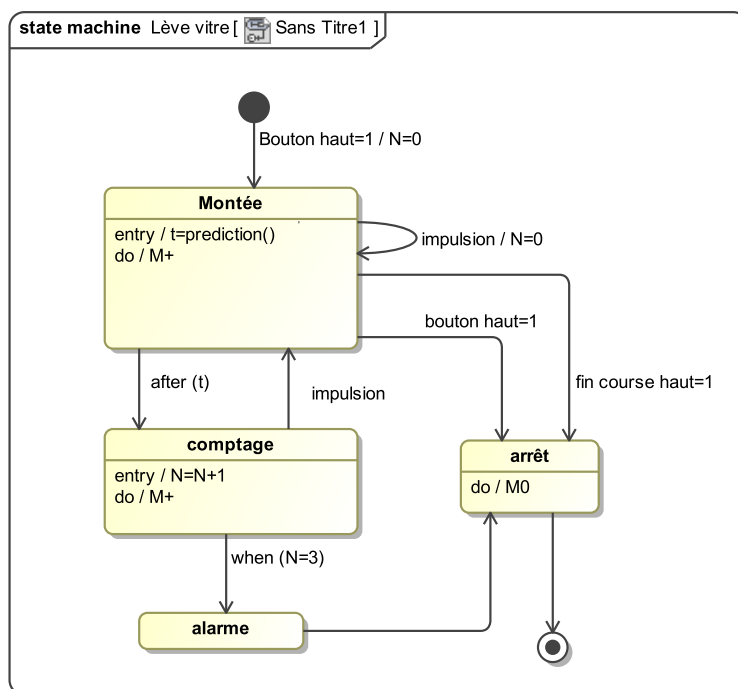 state machine Lève vitre [ Sans Titre1 ]
Bouton haut=1 / N=0
Montée
entry / t=prediction()
do / M+
impulsion / N=0
bouton haut=1
after (t)
impulsion
fin course haut=1
comptage
entry / N=N+1
do / M+
arrêt
do / M0
when (N=3)
alarme